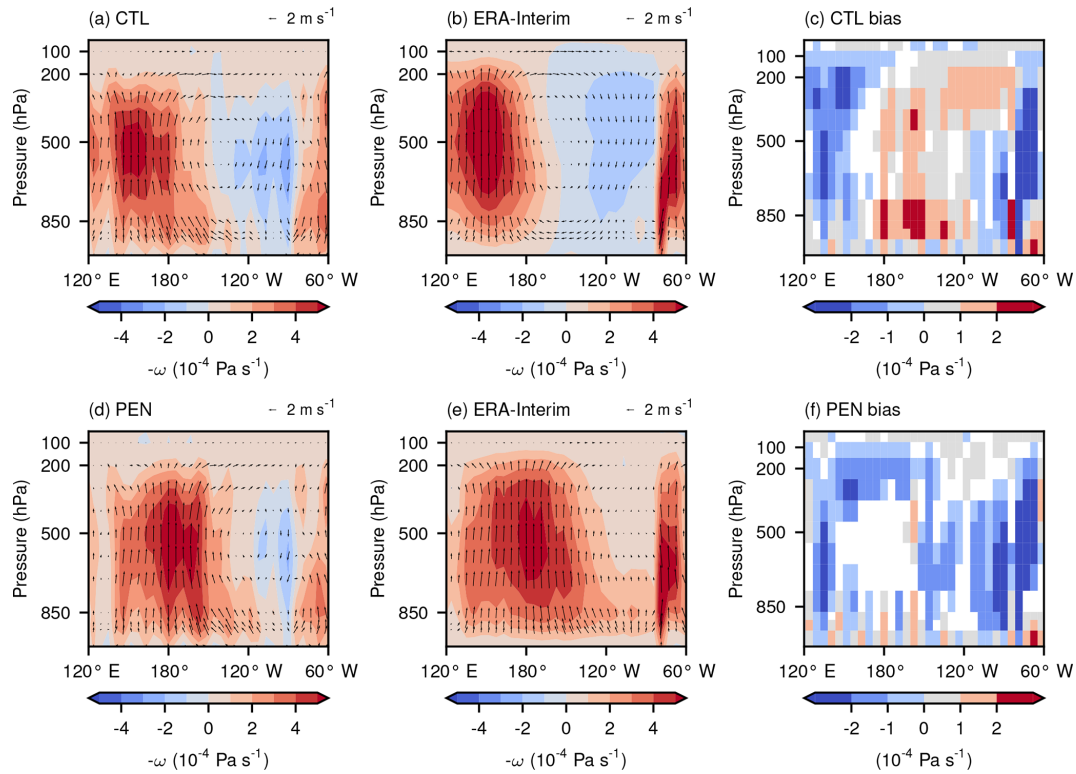 (a) CTL ← 2 m s-1
(b) ERA-Interim ← 2 m s-1
(c) CTL bias
Pressure (hPa)
100
200
500
850
120 º E
180 º
120 º
60 º W
-4
-2
0
2
4
-ω (10-4 Pa s-1)
Pressure (hPa)
100
200
500
850
120 º E
180 º
120 º
60 º W
-4
-2
0
2
4
-ω (10-4 Pa s-1)
Pressure (hPa)
100
200
500
850
120 º E
180 º
120 º W
60 º W
-2
-1
0
1
2
(10-4 Pa s-1)
(d) PEN ← 2 m s-1
(e) ERA-Interim ← 2 m s-1
(f) PEN bias
Pressure (hPa)
100
200
500
850
120 º E
180 º
120 º
60 º W
-4
-2
0
2
4
-ω (10-4 Pa s-1)
Pressure (hPa)
100
200
500
850
120 º E
180 º
120 º
60 º W
-4
-2
0
2
4
-ω (10-4 Pa s-1)
Pressure (hPa)
100
200
500
850
120 º E
180 º
120 º W
60 º W
-2
-1
0
1
2
(10-4 Pa s-1)